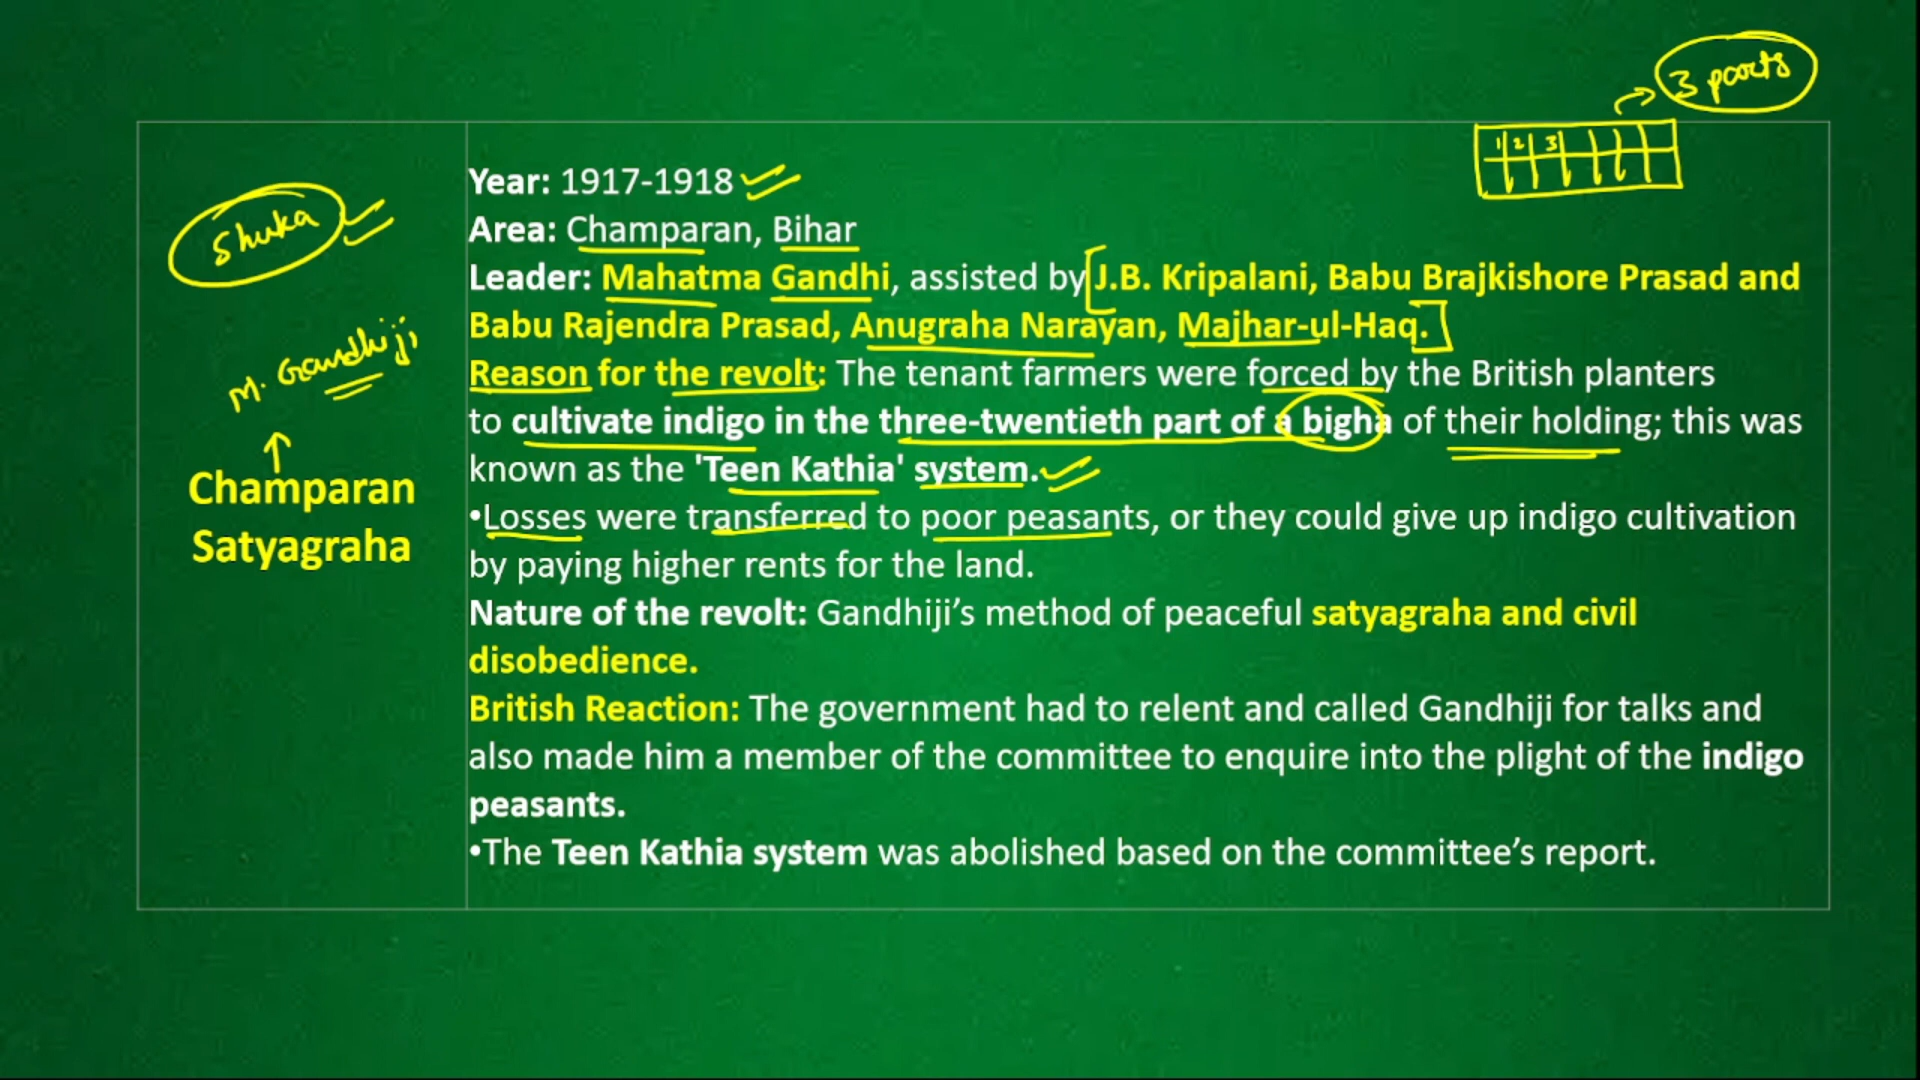 3 parts
1 2 3
Shuka
M. Gandhiji
Champaran
Satyagraha
Year: 1917-1918
Area: Champaran, Bihar
Leader: Mahatma Gandhi, assisted by J.B. Kripalani, Babu Brajkishore Prasad and
Babu Rajendra Prasad, Anugraha Narayan, Majhar-ul-Haq.
Reason for the revolt: The tenant farmers were forced by the British planters
to cultivate indigo in the three-twentieth part of a bigha of their holding; this was
known as the 'Teen Kathia' system.
•Losses were transferred to poor peasants, or they could give up indigo cultivation
by paying higher rents for the land.
Nature of the revolt: Gandhiji’s method of peaceful satyagraha and civil
disobedience.
British Reaction: The government had to relent and called Gandhiji for talks and
also made him a member of the committee to enquire into the plight of the indigo
peasants.
•The Teen Kathia system was abolished based on the committee’s report.